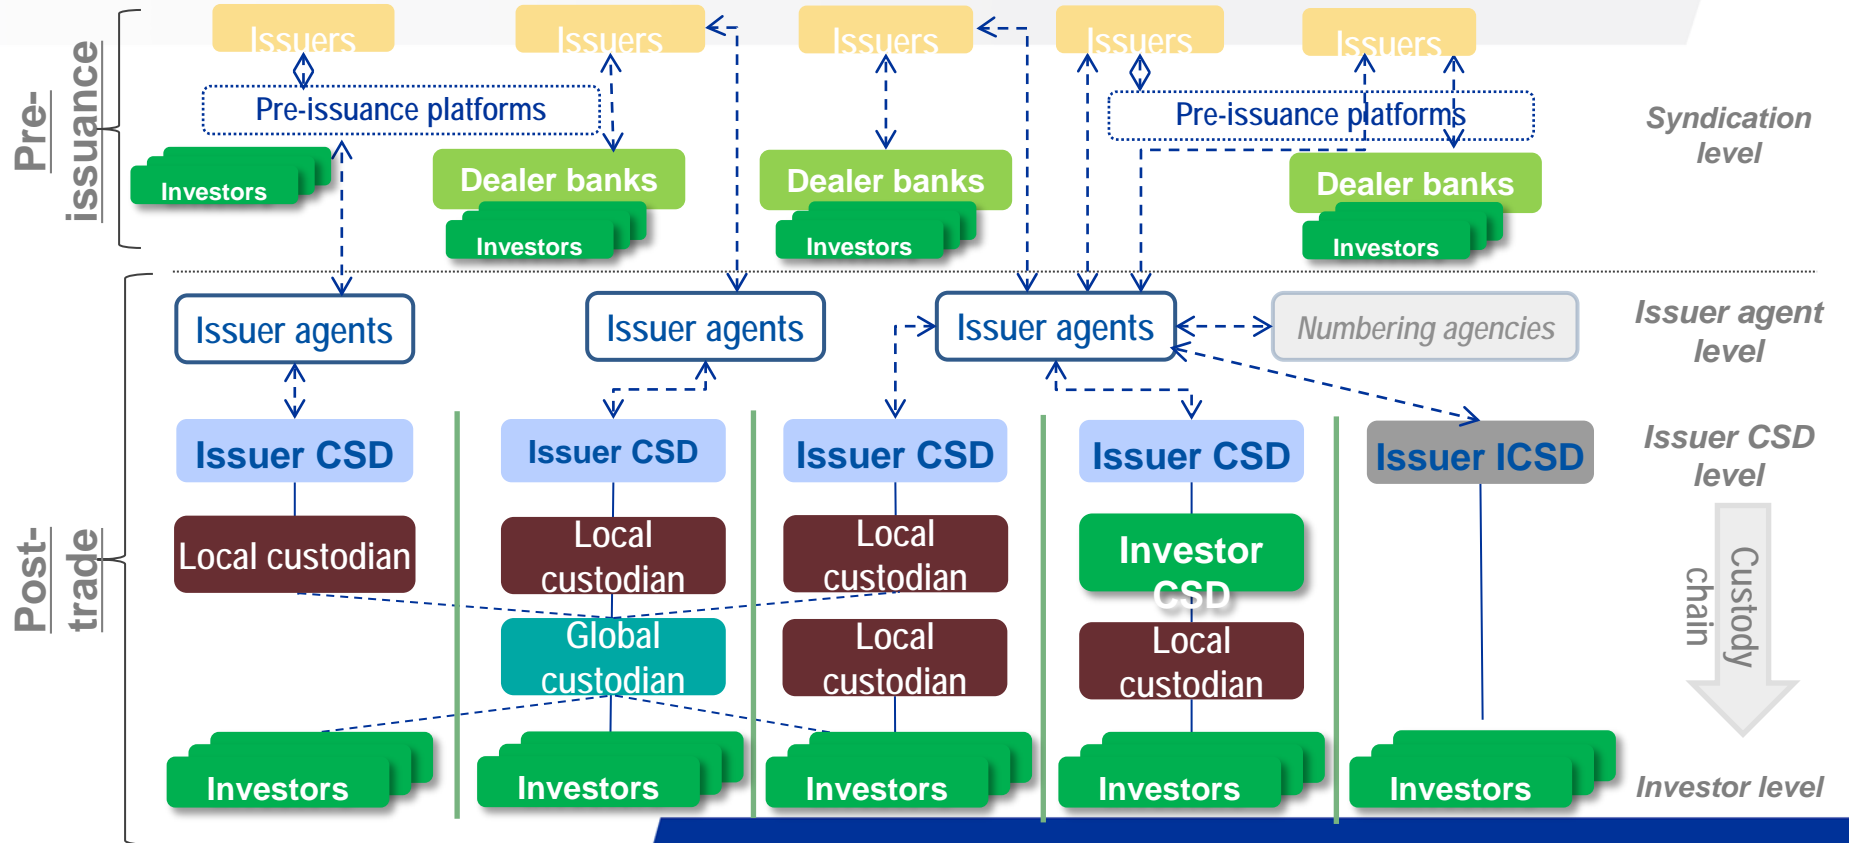 Pre-
issuance
Issuers
Issuers
Issuers
Issuers
Issuers
Pre-issuance platforms
Pre-issuance platforms
Syndication
level
Investors
Dealer banks
Dealer banks
Dealer banks
Investors
Investors
Investors
Post-
trade
Issuer agents
Issuer agents
Issuer agents
Numbering agencies
Issuer agent
level
Issuer CSD
Issuer CSD
Issuer CSD
Issuer CSD
Issuer ICSD
Issuer CSD
level
Local custodian
Local
custodian
Local
custodian
Investor
CSD
Custody
chain
Global
custodian
Local
custodian
Local
custodian
Investors
Investors
Investors
Investors
Investors
Investor level